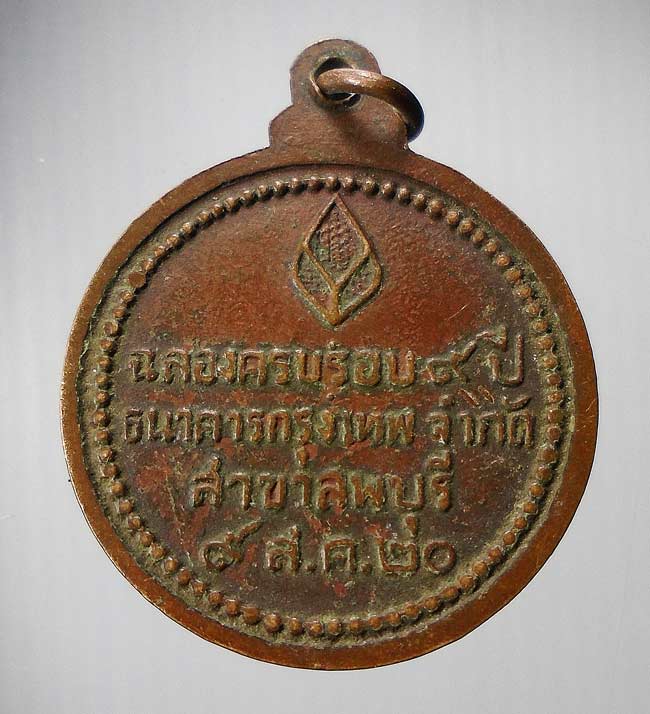 ฉลองครบรอบ ๙ ปี
ธนาคารกรุงเทพ จำกัด
สาขาลพบุรี
๙ ส.ค.๒๐